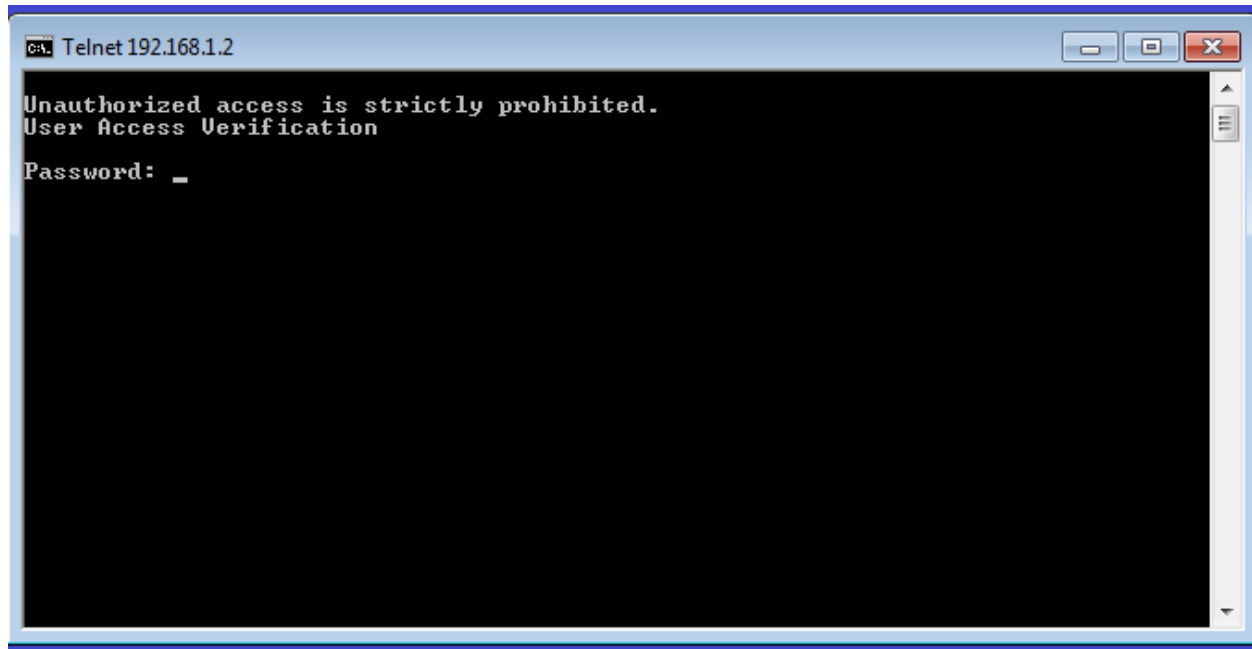 C:\. Telnet 192.168.1.2
Unauthorized access is strictly prohibited.
User Access Verification
Password: _